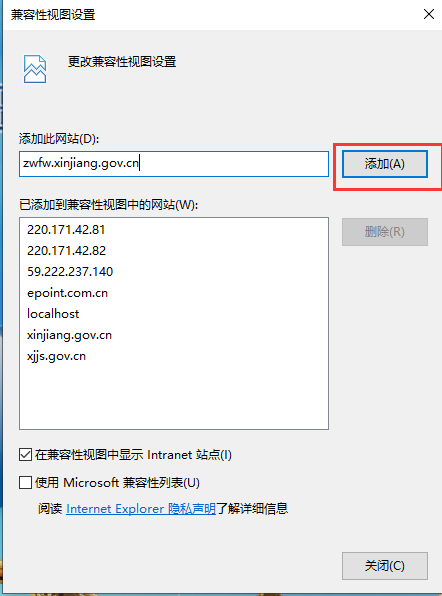 兼容性视图设置
更改兼容性视图设置
添加此网站(D):
zwfw.xinjiang.gov.cn
添加(A)
已添加到兼容性视图中的网站(W):
220.171.42.81
删除(R)
220.171.42.82
59.222.237.140
epoint.com.cn
localhost
xinjiang.gov.cn
xjjs.gov.cn
在兼容性视图中显示 Intranet 站点(I)
使用 Microsoft 兼容性列表(U)
阅读 Internet Explorer 隐私声明了解详细信息
关闭(C)